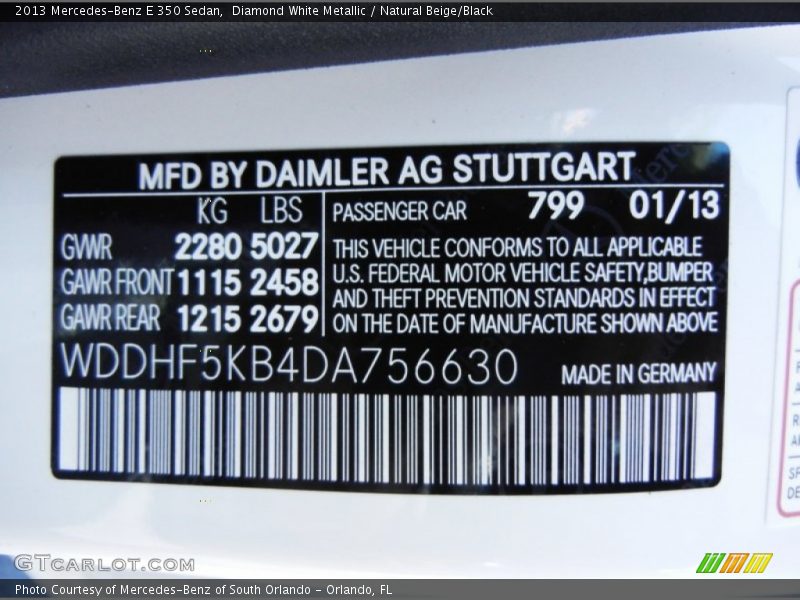 2013 Mercedes-Benz E 350 Sedan, Diamond White Metallic / Natural Beige/Black
MFD BY DAIMLER AG STUTTGART
KG LBS
GWR 2280 5027
GAWR FRONT 1115 2458
GAWR REAR 1215 2679
PASSENGER CAR 799 01/13
THIS VEHICLE CONFORMS TO ALL APPLICABLE
U.S. FEDERAL MOTOR VEHICLE SAFETY,BUMPER
AND THEFT PREVENTION STANDARDS IN EFFECT
ON THE DATE OF MANUFACTURE SHOWN ABOVE
WDDHF5KB4DA756630
MADE IN GERMANY
GTCARLOT.COM
Photo Courtesy of Mercedes-Benz of South Orlando - Orlando, FL